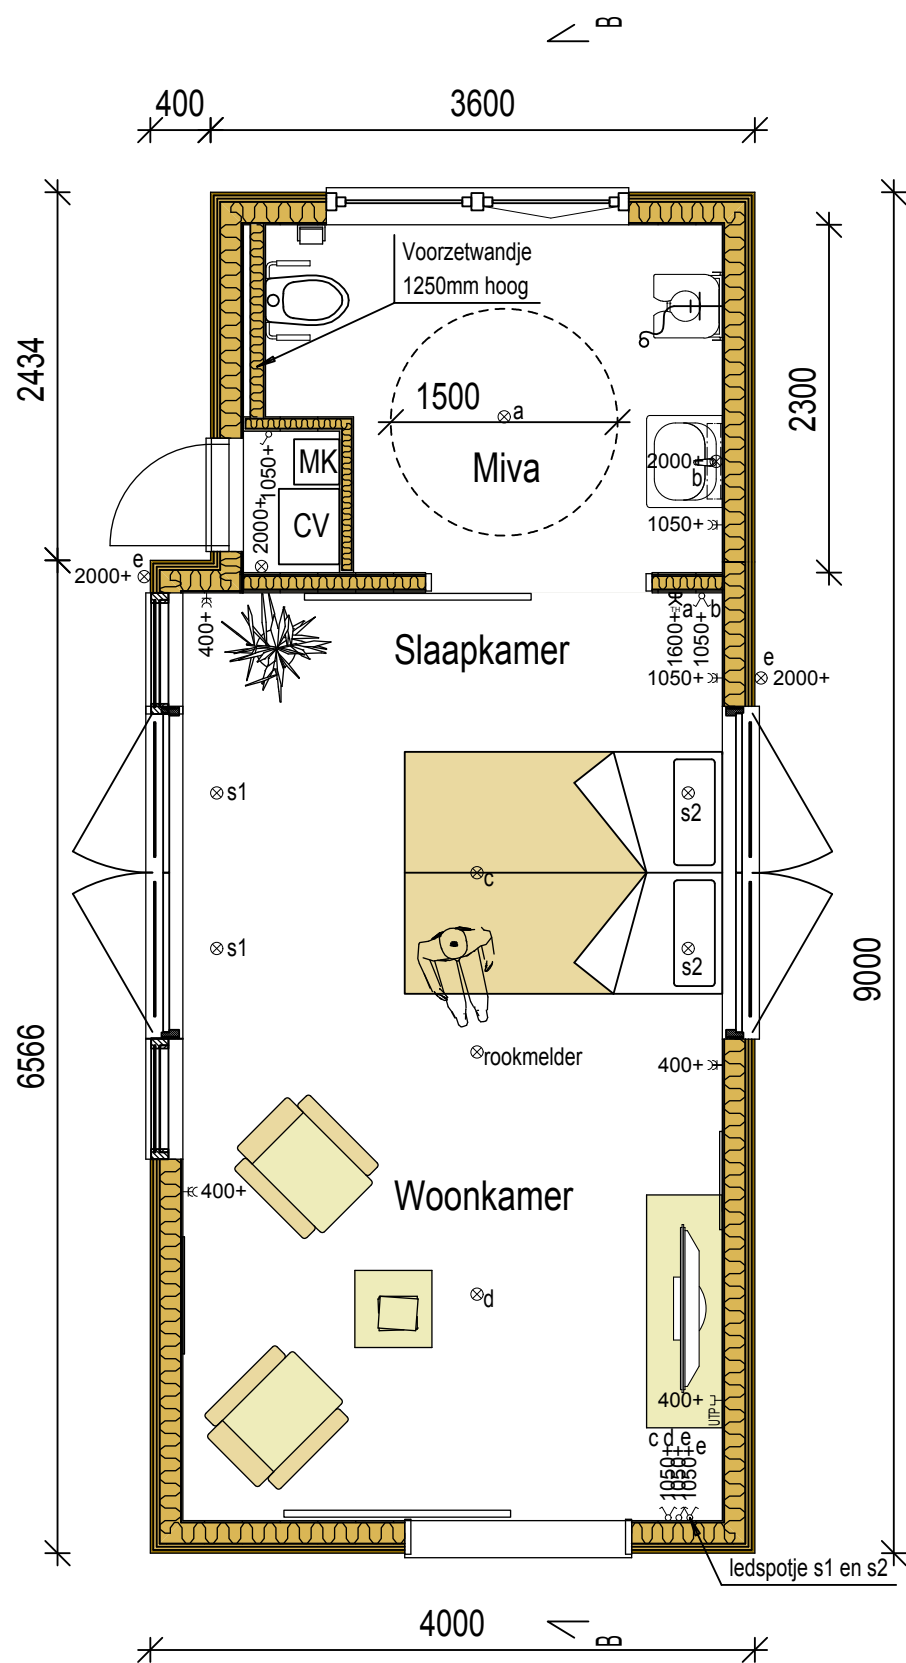 B
400
3600
Voorzetwandje
1250mm hoog
2434
2300
1500
a
Miva
MK
CV
1050+
2000+
2000+
b
1050+
e
2000+
400+
Slaapkamer
TH
1600+
a
1050+
b
1050+
e
2000+
s1
s2
c
s1
s2
9000
6566
rookmelder
400+
400+
Woonkamer
d
400+
UTP
c d e
e
1050+
1050+
1050+
ledspotje s1 en s2
4000
B